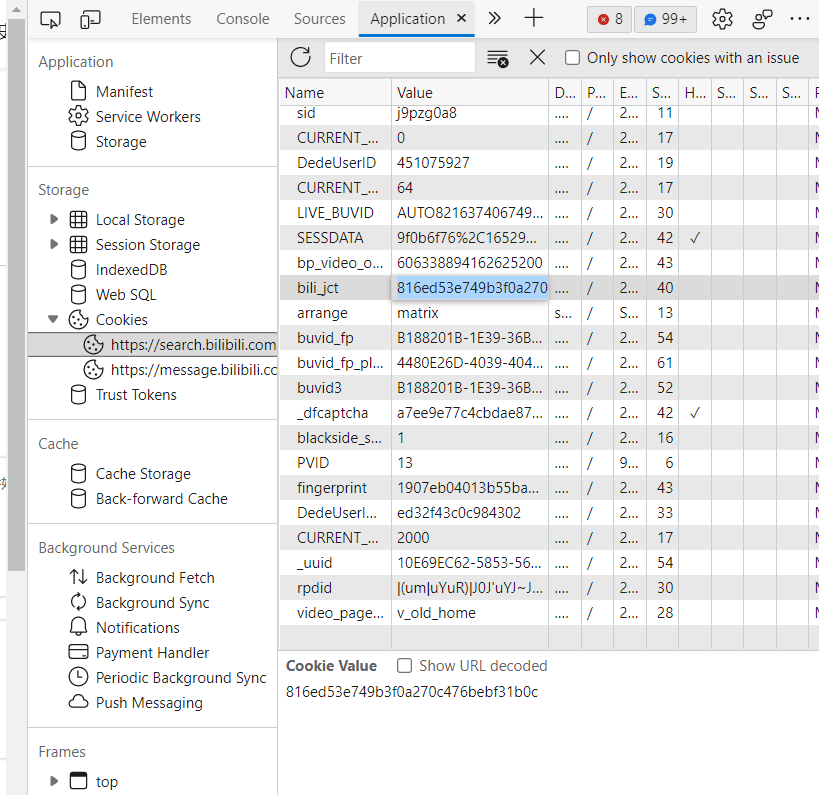 Elements Console Sources Application 8 99+
Filter Only show cookies with an issue
Application
Manifest
Service Workers
Storage
Storage
Local Storage
Session Storage
IndexedDB
Web SQL
Cookies
https://search.bilibili.com
https://message.bilibili.co
Trust Tokens
Cache
Cache Storage
Back-forward Cache
Background Services
Background Fetch
Background Sync
Notifications
Payment Handler
Periodic Background Sync
Push Messaging
Frames
top
Name Value D... P... E... S... H... S... S... S...
sid j9pzg0a8 .... / 2... 11
CURRENT_... 0 .... / 2... 17
DedeUserID 451075927 .... / 2... 19
CURRENT_... 64 .... / 2... 17
LIVE_BUVID AUTO821637406749... .... / 2... 30
SESSDATA 9f0b6f76%2C16529... .... / 2... 42 ✓
bp_video_o... 606338894162625200 .... / 2... 43
bili_jct 816ed53e749b3f0a270 .... / 2... 40
arrange matrix s... / S... 13
buvid_fp B188201B-1E39-36B... .... / 2... 54
buvid_fp_pl... 4480E26D-4039-404... .... / 2... 61
buvid3 B188201B-1E39-36B... .... / 2... 52
_dfcaptcha a7ee9e77c4cbdae87... .... / 2... 42 ✓
blackside_s... 1 .... / 2... 16
PVID 13 .... / 9... 6
fingerprint 1907eb04013b55ba... .... / 2... 43
DedeUserI... ed32f43c0c984302 .... / 2... 33
CURRENT_... 2000 .... / 2... 17
_uuid 10E69EC62-5853-56... .... / 2... 54
rpdid |(um|uYuR)|J0J'uYJ~J... .... / 2... 30
video_page... v_old_home .... / 2... 28
Cookie Value Show URL decoded
816ed53e749b3f0a270c476bebf31b0c